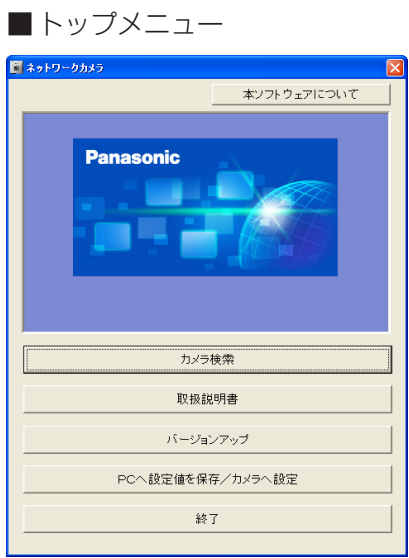 ■トップメニュー
ネットワークカメラ
本ソフトウェアについて
Panasonic
カメラ検索
取扱説明書
バージョンアップ
PCへ設定値を保存／カメラへ設定
終了